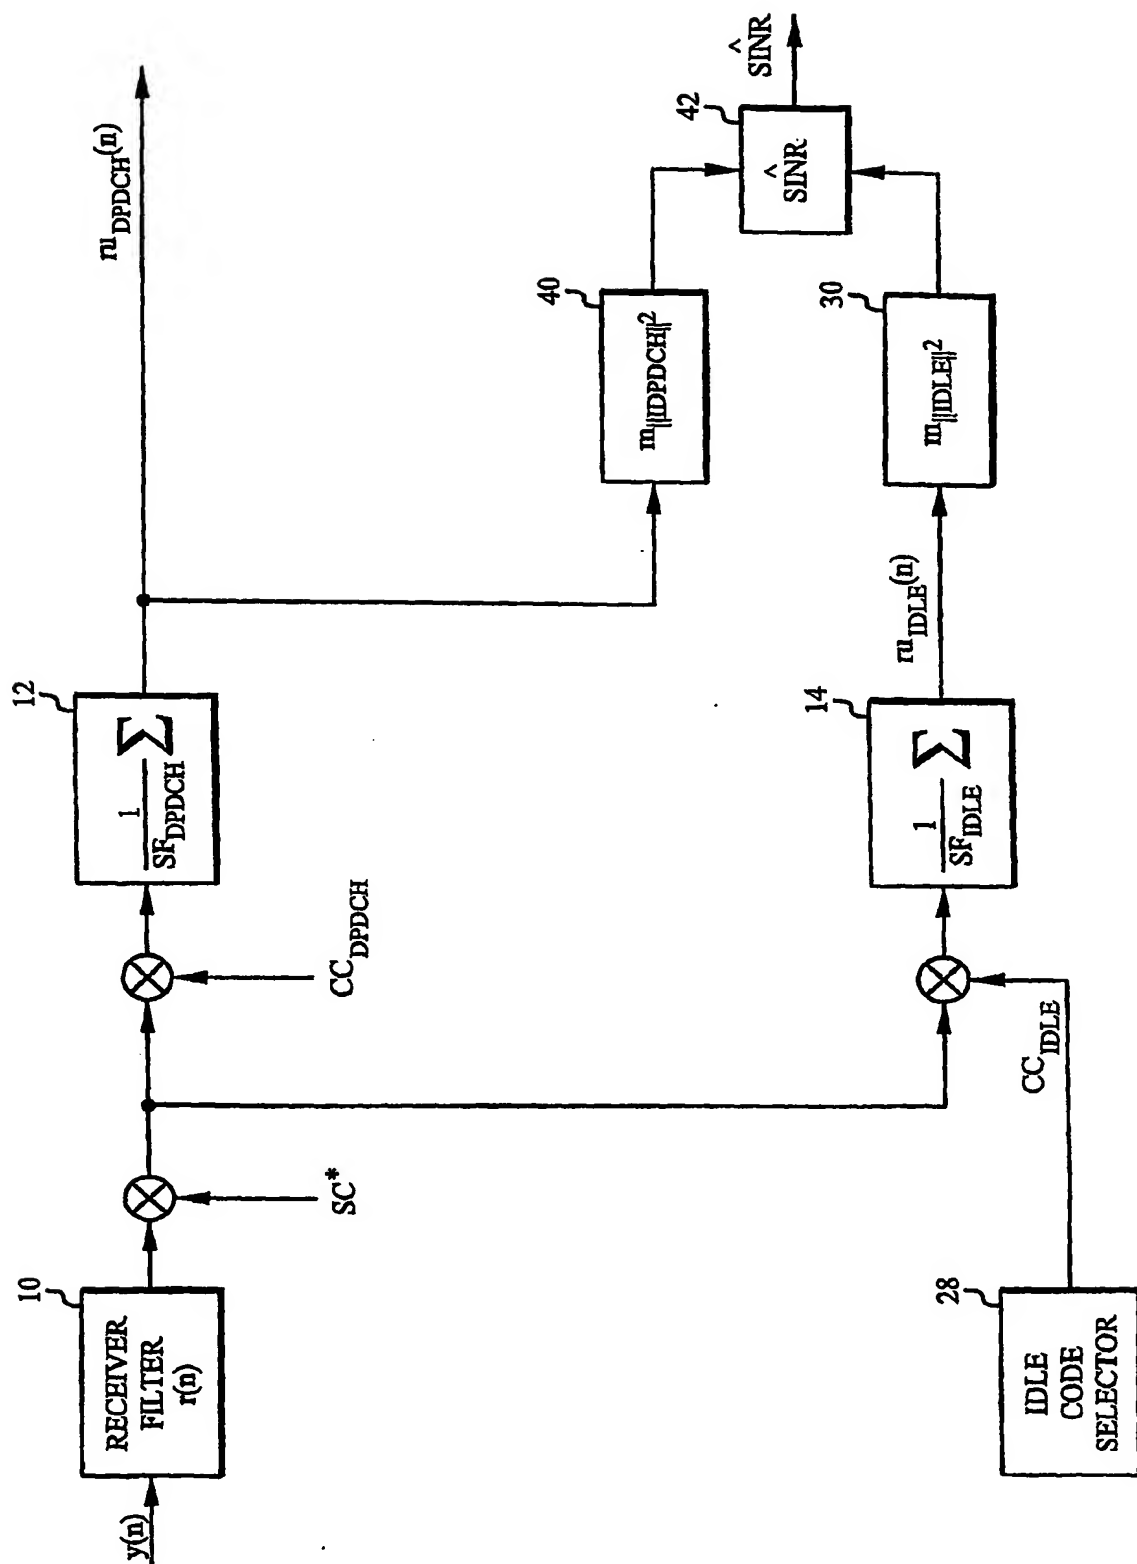 y(n)
10
RECEIVER
FILTER
r(n)
SC*
CC_DPDCH
12
1
SF_DPDCH
Σ
ru_DPDCH(n)
40
m_||DPDCH||²
42
^
SINR
^
SINR
28
IDLE
CODE
SELECTOR
CC_IDLE
14
1
SF_IDLE
Σ
ru_IDLE(n)
30
m_||IDLE||²